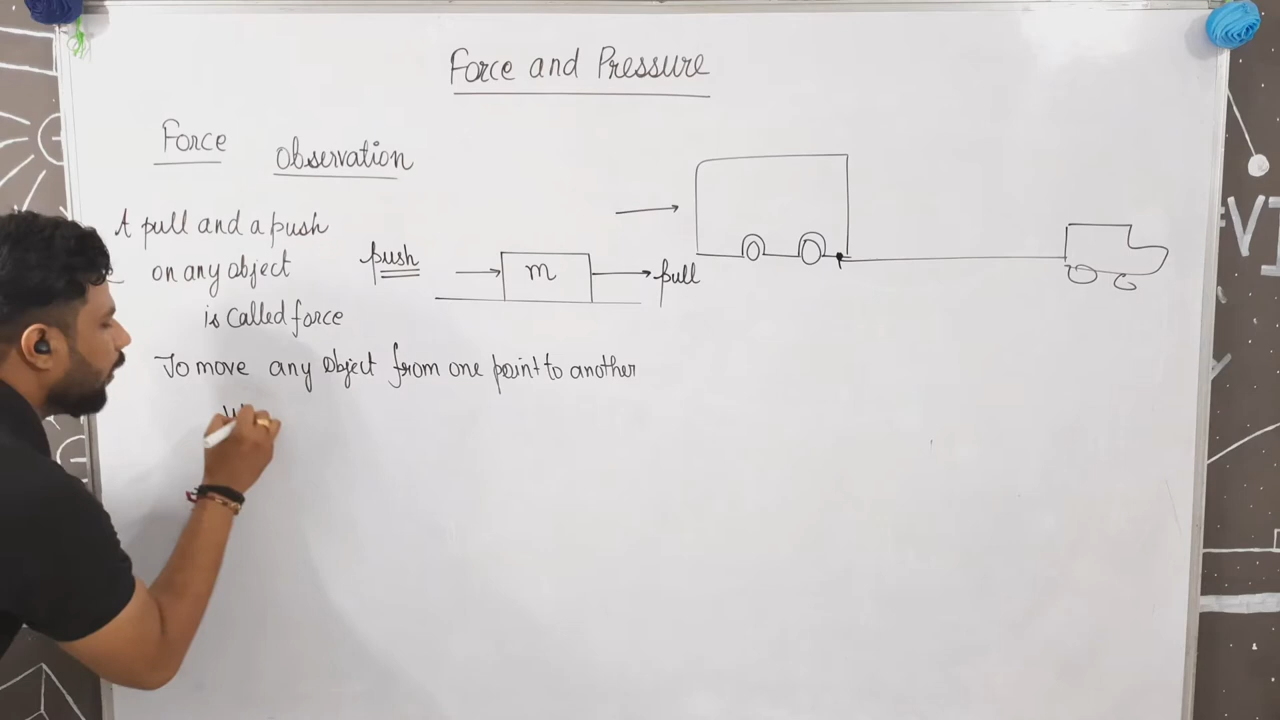 Force and Pressure
Force
Observation
A pull and a push
on any object
is called force
push
m
pull
To move any object from one point to another